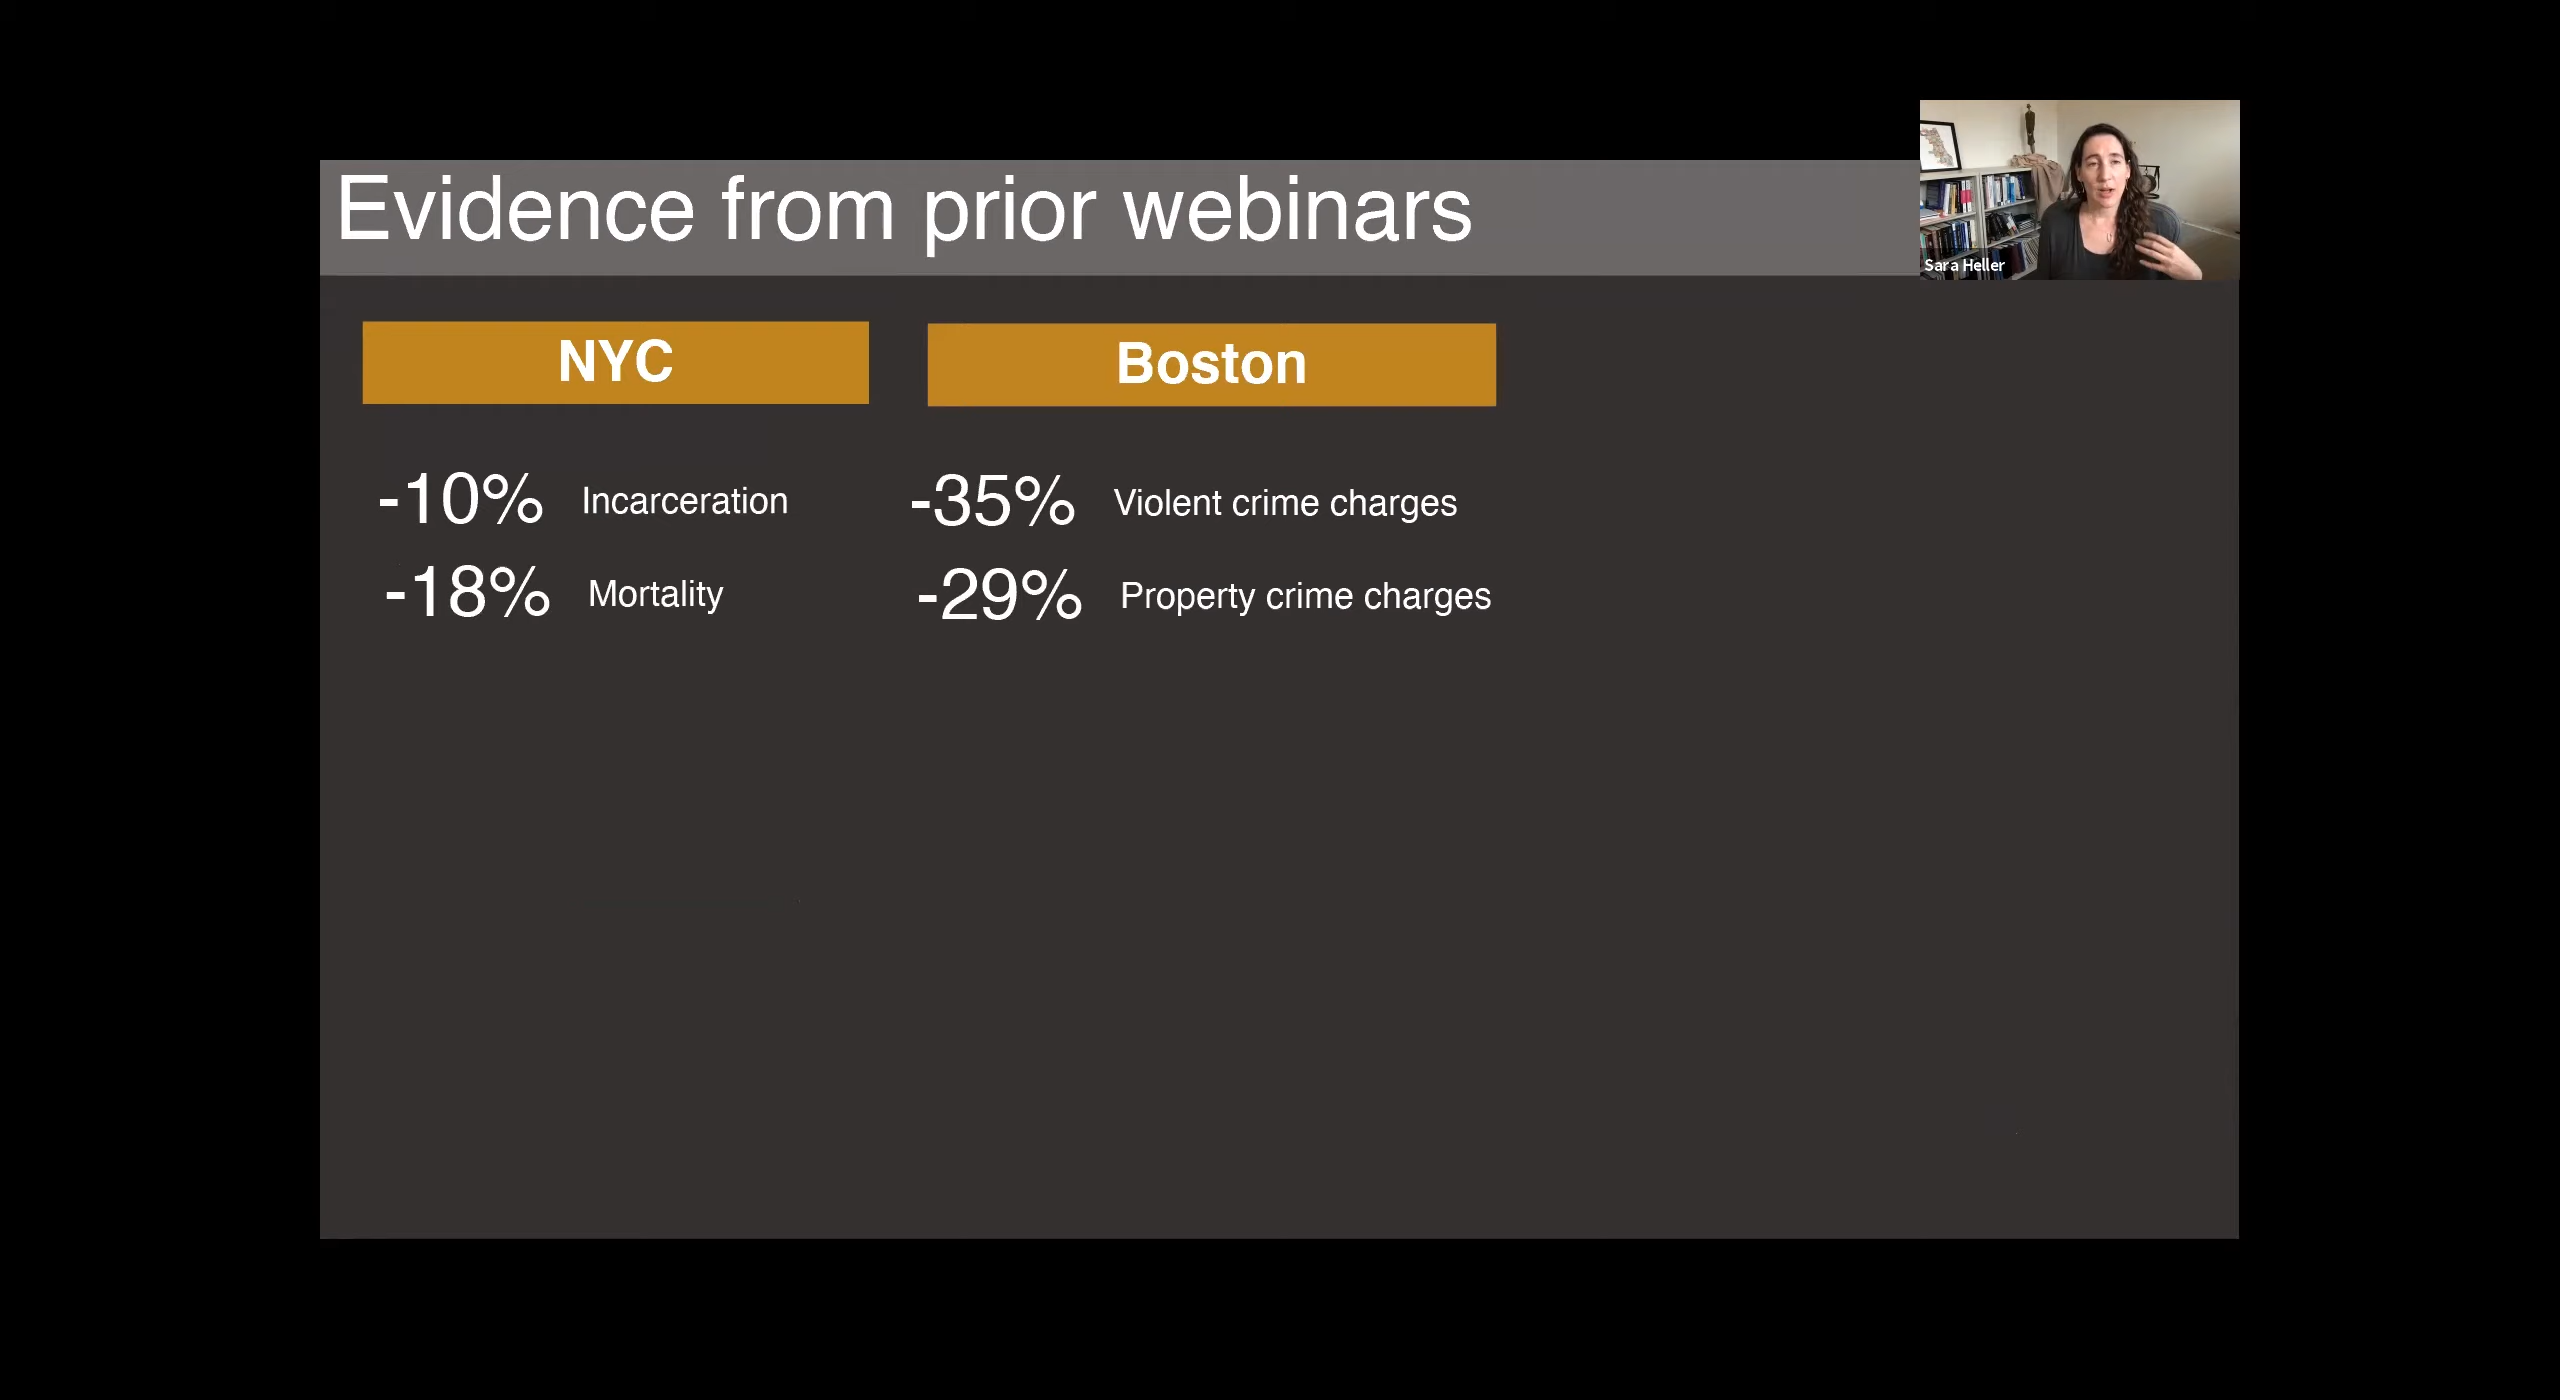 Evidence from prior webinars
Sara Heller
NYC
Boston
-10% Incarceration
-35% Violent crime charges
-18% Mortality
-29% Property crime charges